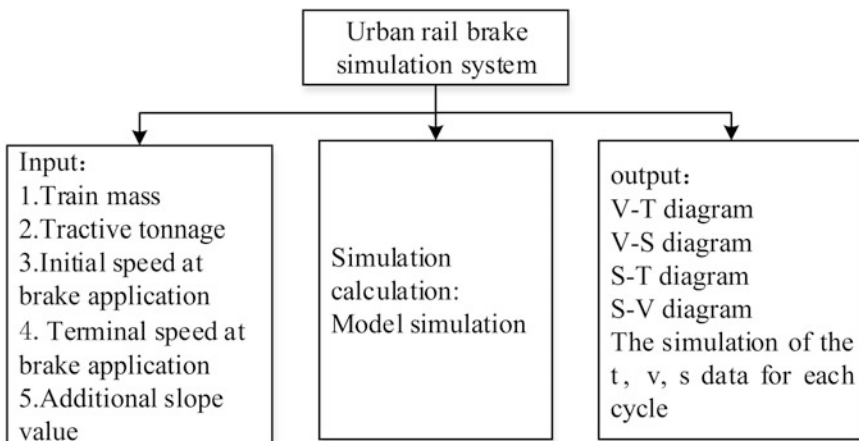 Urban rail brake
simulation system
Input：
1.Train mass
2.Tractive tonnage
3.Initial speed at
brake application
4. Terminal speed at
brake application
5.Additional slope
value
Simulation
calculation:
Model simulation
output：
V-T diagram
V-S diagram
S-T diagram
S-V diagram
The simulation of the
t，v, s data for each
cycle